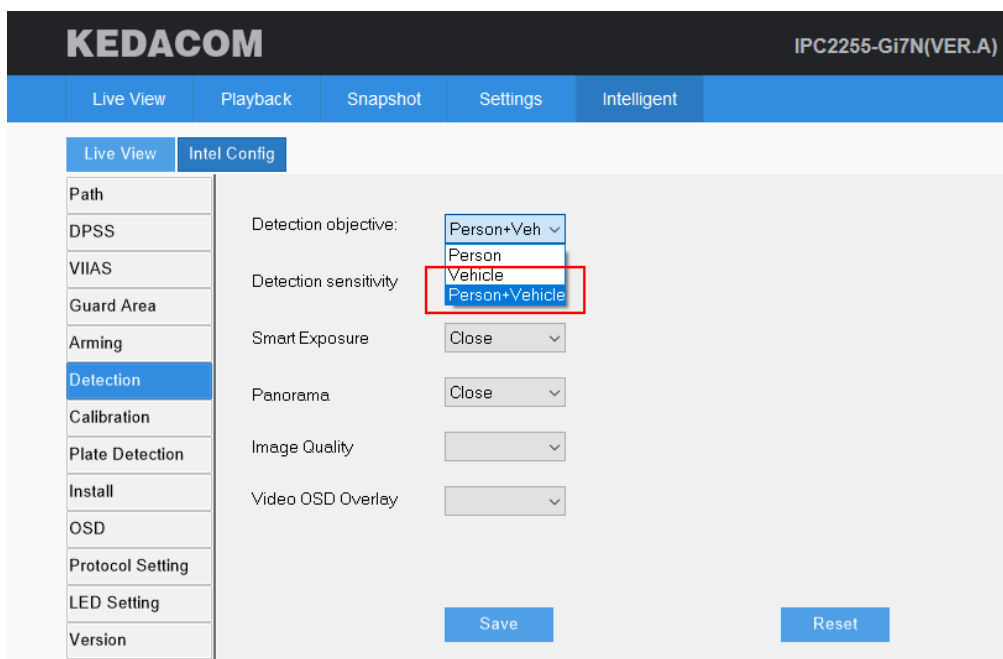 KEDACOM
IPC2255-Gi7N(VER.A)
Live View Playback Snapshot Settings Intelligent
Live View Intel Config
Path
DPSS
VIIAS
Guard Area
Arming
Detection
Calibration
Plate Detection
Install
OSD
Protocol Setting
LED Setting
Version
Detection objective: Person+Veh
Person
Vehicle
Person+Vehicle
Detection sensitivity
Smart Exposure Close
Panorama Close
Image Quality
Video OSD Overlay
Save Reset